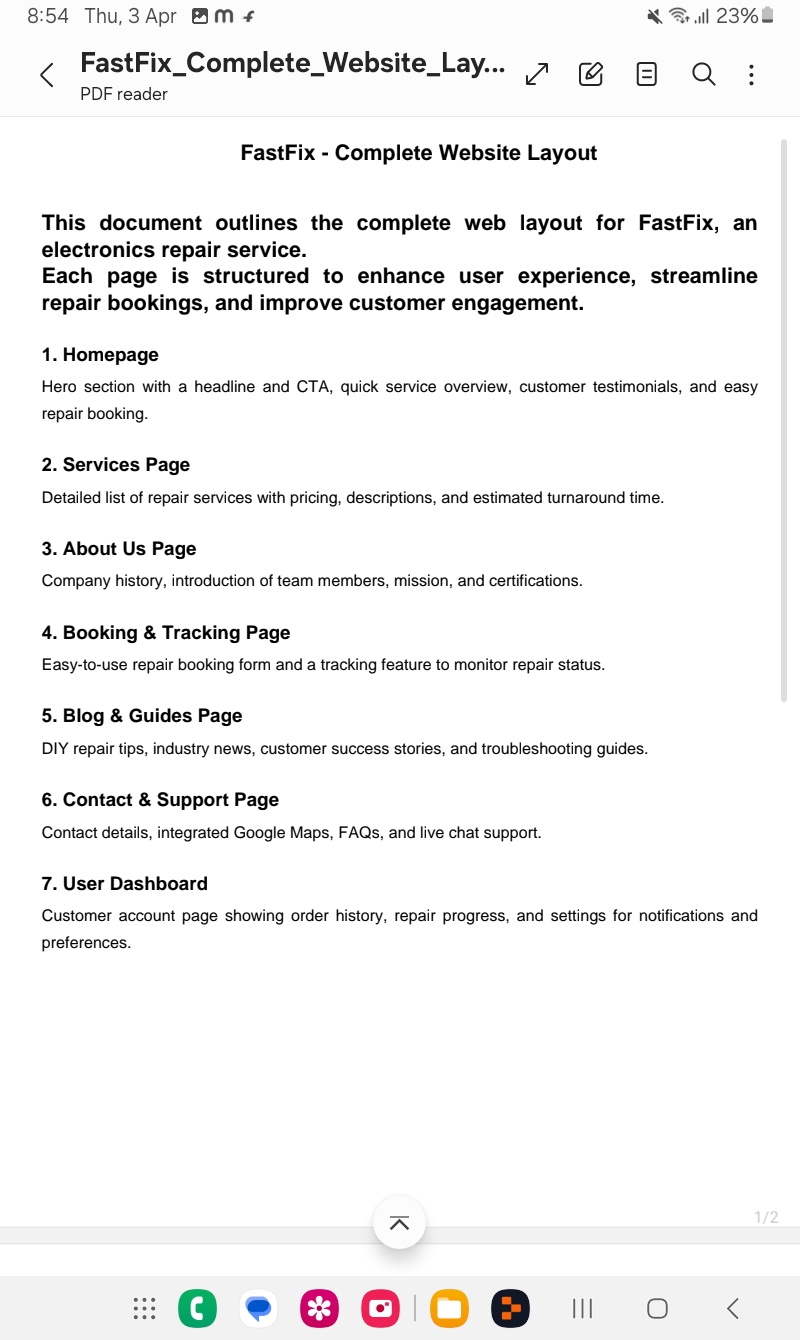 8:54 Thu, 3 Apr
23%
FastFix_Complete_Website_Lay...
PDF reader
FastFix - Complete Website Layout
This document outlines the complete web layout for FastFix, an
electronics repair service.
Each page is structured to enhance user experience, streamline
repair bookings, and improve customer engagement.
1. Homepage
Hero section with a headline and CTA, quick service overview, customer testimonials, and easy
repair booking.
2. Services Page
Detailed list of repair services with pricing, descriptions, and estimated turnaround time.
3. About Us Page
Company history, introduction of team members, mission, and certifications.
4. Booking & Tracking Page
Easy-to-use repair booking form and a tracking feature to monitor repair status.
5. Blog & Guides Page
DIY repair tips, industry news, customer success stories, and troubleshooting guides.
6. Contact & Support Page
Contact details, integrated Google Maps, FAQs, and live chat support.
7. User Dashboard
Customer account page showing order history, repair progress, and settings for notifications and
preferences.
1/2